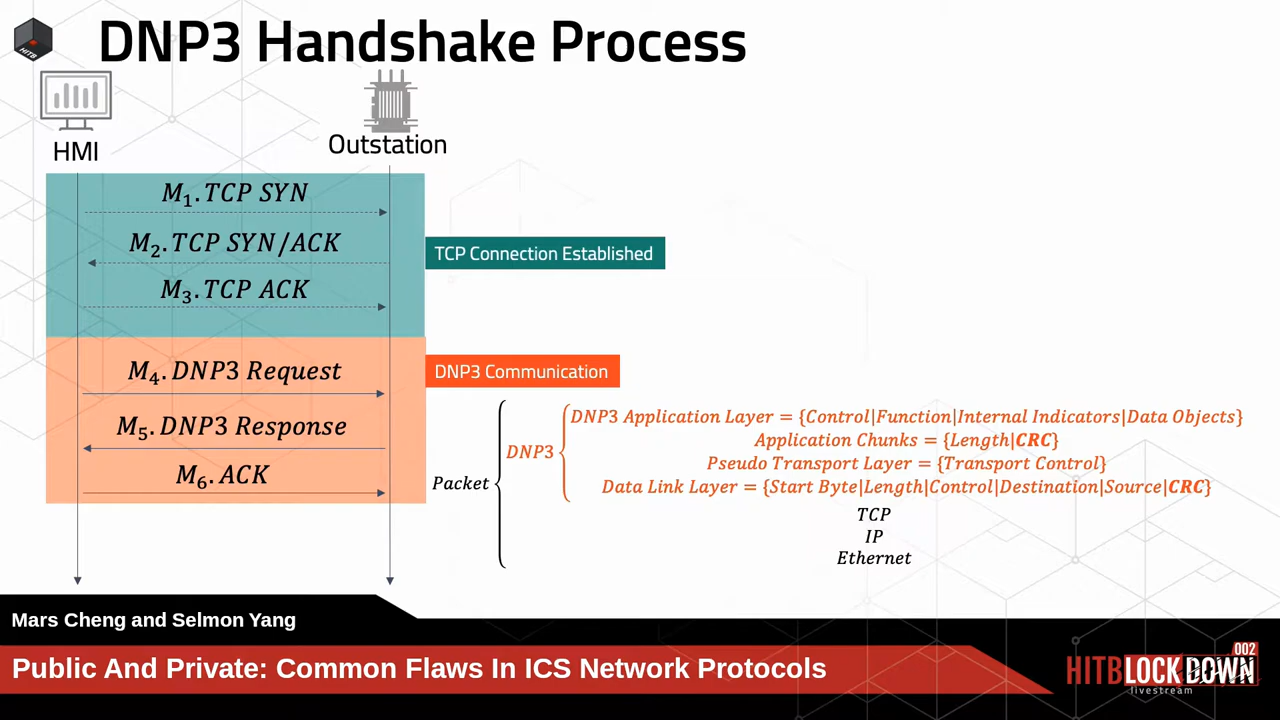 DNP3 Handshake Process
HITB
HMI
Outstation
M₁.TCP SYN
M₂.TCP SYN/ACK
TCP Connection Established
M₃.TCP ACK
M₄.DNP3 Request
DNP3 Communication
M₅.DNP3 Response
M₆.ACK
Packet
DNP3
DNP3 Application Layer = {Control|Function|Internal Indicators|Data Objects}
Application Chunks = {Length|CRC}
Pseudo Transport Layer = {Transport Control}
Data Link Layer = {Start Byte|Length|Control|Destination|Source|CRC}
TCP
IP
Ethernet
Mars Cheng and Selmon Yang
Public And Private: Common Flaws In ICS Network Protocols
002
HITBLOCKDOWN
livestream